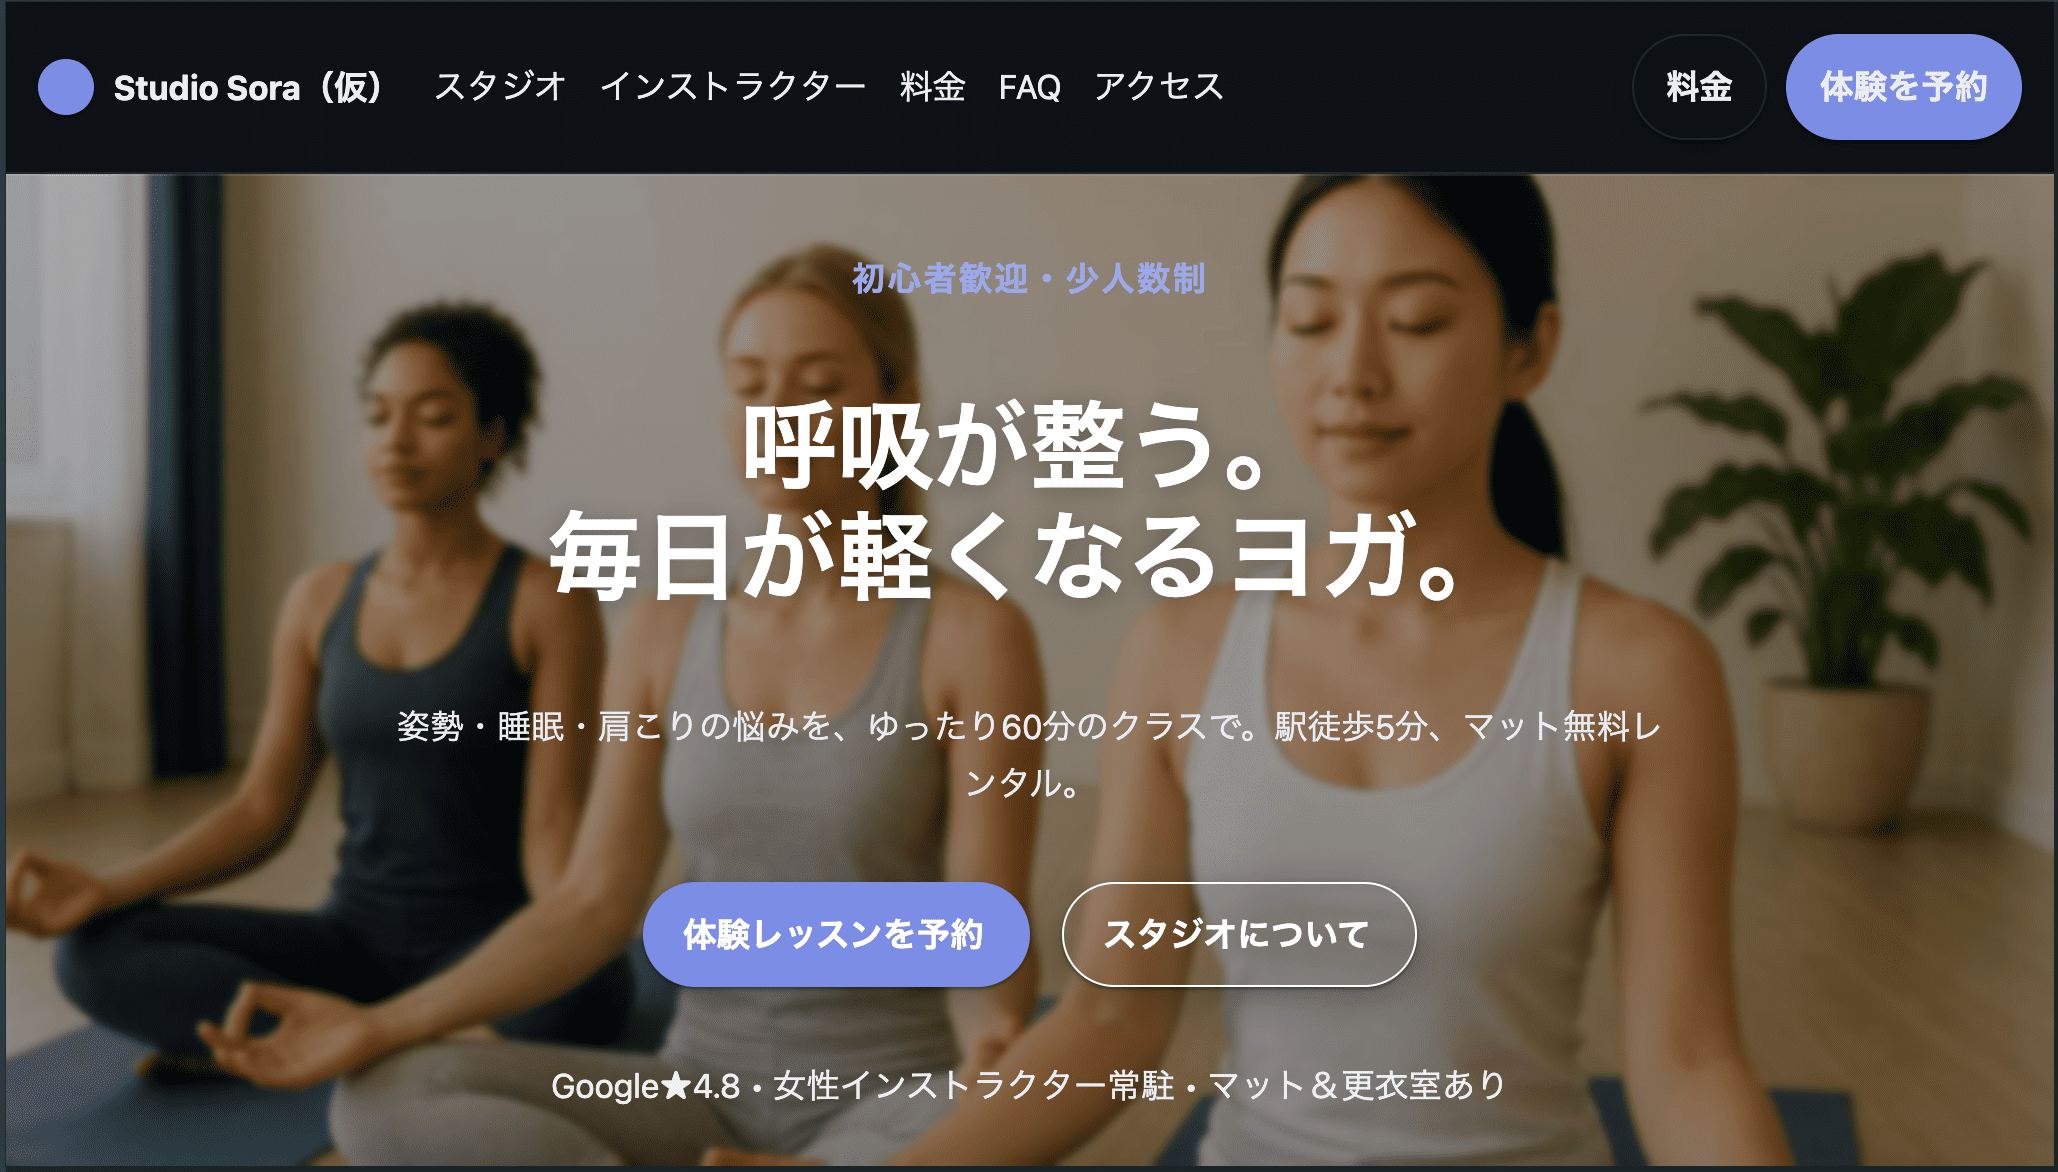 Studio Sora（仮）
スタジオ
インストラクター
料金
FAQ
アクセス
料金
体験を予約
初心者歓迎・少人数制
呼吸が整う。
毎日が軽くなるヨガ。
姿勢・睡眠・肩こりの悩みを、ゆったり60分のクラスで。駅徒歩5分、マット無料レ
ンタル。
体験レッスンを予約
スタジオについて
Google★4.8・女性インストラクター常駐・マット＆更衣室あり